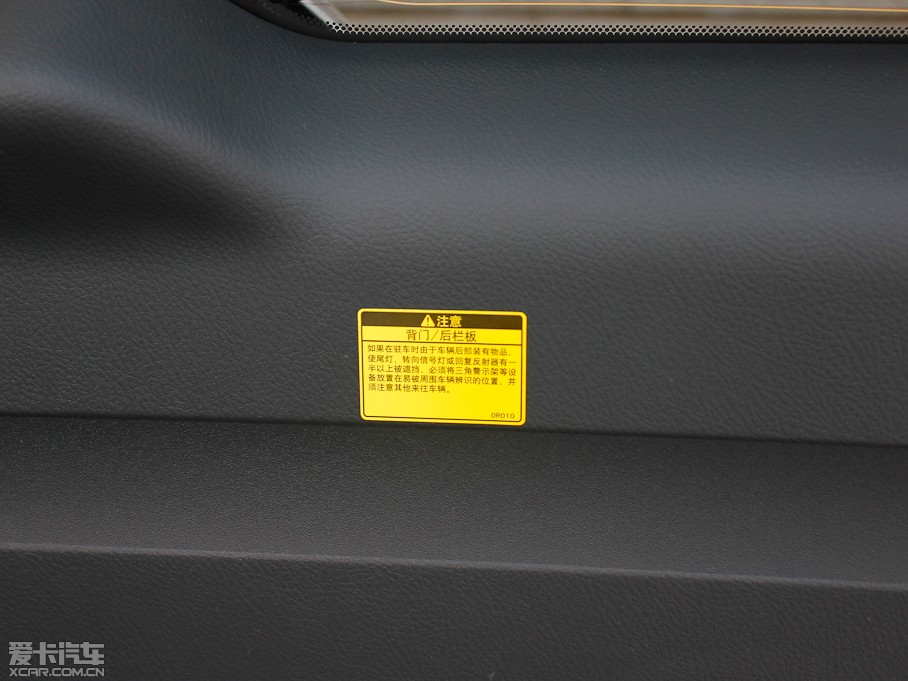 注意
背门/后栏板
如果在驻车时由于车辆后部装有物品，
使尾灯、转向信号灯或回复反射器有一
半以上被遮挡，必须将三角警示架等设
备放置在易被周围车辆辨识的位置，并
须注意其他来往车辆。
0R010
爱卡汽车
XCAR.COM.CN